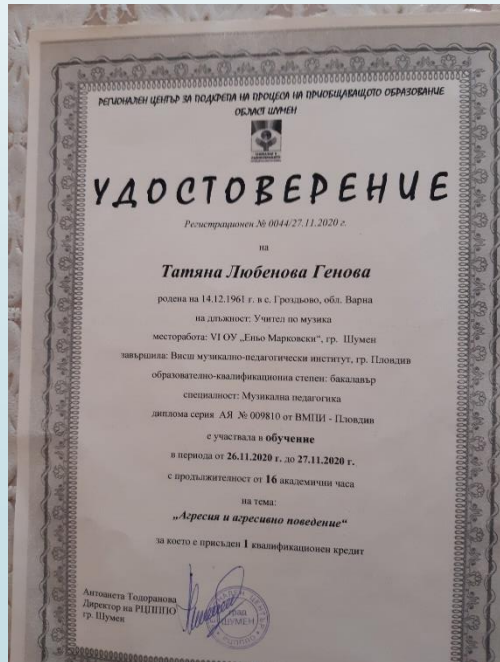 РЕГИОНАЛЕН ЦЕНТЪР ЗА ПОДКРЕПА НА ПРОЦЕСА НА ПРИОБЩАВАЩОТО ОБРАЗОВАНИЕ
ОБЛАСТ ШУМЕН
УДОСТОВЕРЕНИЕ
Регистрационен № 0044/27.11.2020 г.
на
Татяна Любенова Генова
родена на 14.12.1961 г. в с. Гроздьово, обл. Варна
на длъжност: Учител по музика
месторабота: VI ОУ „Еньо Марковски“, гр. Шумен
завършила: Висш музикално-педагогически институт, гр. Пловдив
образователно-квалификационна степен: бакалавър
специалност: Музикална педагогика
диплома серия АЯ № 009810 от ВМПИ - Пловдив
е участвала в обучение
в периода от 26.11.2020 г. до 27.11.2020 г.
с продължителност от 16 академични часа
на тема:
„Агресия и агресивно поведение“
за което е присъден 1 квалификационен кредит
Антоанета Тодоранова
Директор на РЦПППО
гр. Шумен
град
ШУМЕН